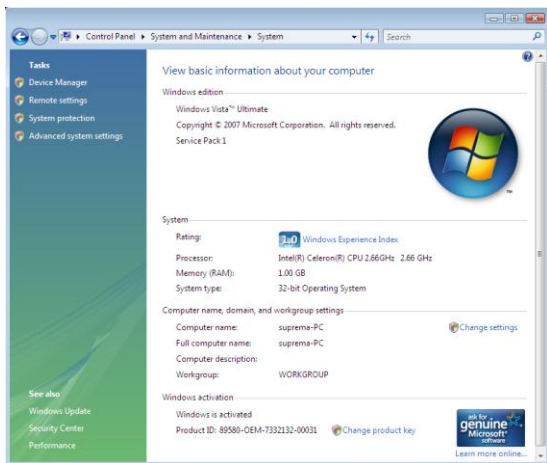 Control Panel ▸ System and Maintenance ▸ System
Search
Tasks
Device Manager
Remote settings
System protection
Advanced system settings
See also
Windows Update
Security Center
Performance
View basic information about your computer
Windows edition
Windows Vista™ Ultimate
Copyright © 2007 Microsoft Corporation. All rights reserved.
Service Pack 1
System
Rating: 1.0 Windows Experience Index
Processor: Intel(R) Celeron(R) CPU 2.66GHz 2.66 GHz
Memory (RAM): 1.00 GB
System type: 32-bit Operating System
Computer name, domain, and workgroup settings
Computer name: suprema-PC
Change settings
Full computer name: suprema-PC
Computer description:
Workgroup: WORKGROUP
Windows activation
Windows is activated
Product ID: 89580-OEM-7332132-00031 Change product key
ask for
genuine
Microsoft
software
Learn more online...